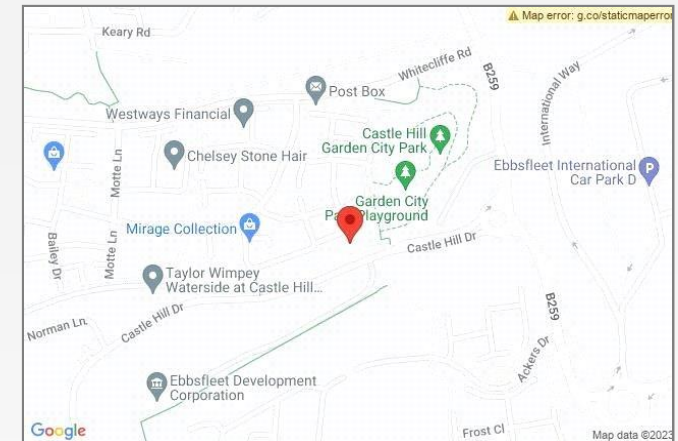 Map error: g.co/staticmaperror
Keary Rd
Whitecliffe Rd
B259
International Way
Post Box
Westways Financial
Castle Hill
Garden City Park
Chelsey Stone Hair
Motte Ln
Ebbsfleet International
Car Park D
Garden City
Playground
Mirage Collection
Bailey Dr
Motte Ln
Castle Hill Dr
Taylor Wimpey
Waterside at Castle Hill...
Norman Ln
Castle Hill Dr
B259
Ackers Dr
Ebbsfleet Development
Corporation
Frost Cl
Google
Map data ©2023